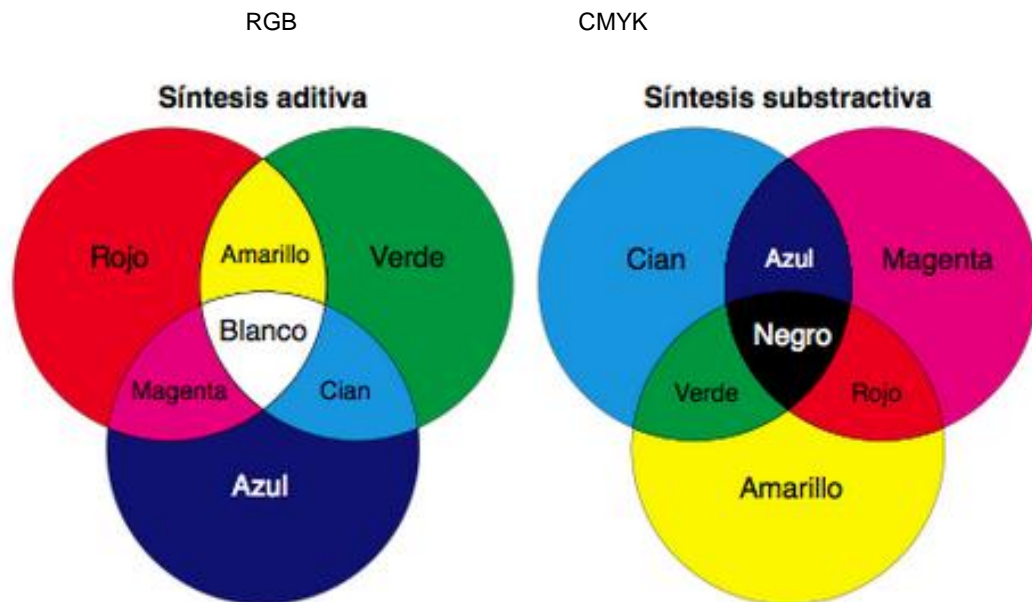 RGB
CMYK
Síntesis aditiva
Rojo
Amarillo
Verde
Blanco
Magenta
Cian
Azul
Síntesis substractiva
Cian
Azul
Magenta
Negro
Verde
Rojo
Amarillo